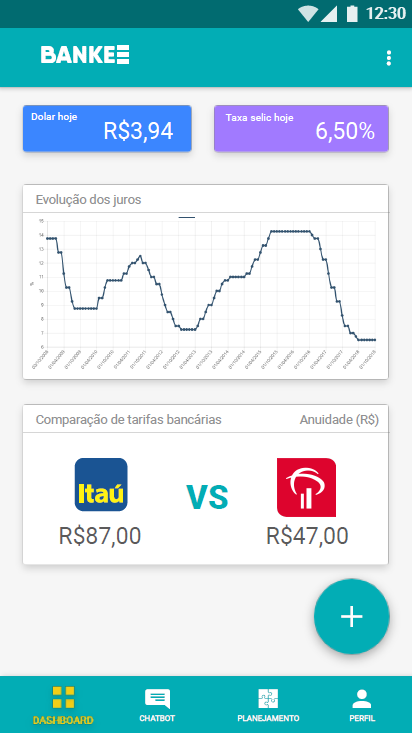 12:30
BANKEE
Dolar hoje
R$3,94
Taxa selic hoje
6,50%
Evolução dos juros
15
14
13
12
11
10
9
8
7
6
%
Comparação de tarifas bancárias
Anuidade (R$)
Itaú
VS
R$87,00
R$47,00
+
DASHBOARD
CHATBOT
PLANEJAMENTO
PERFIL